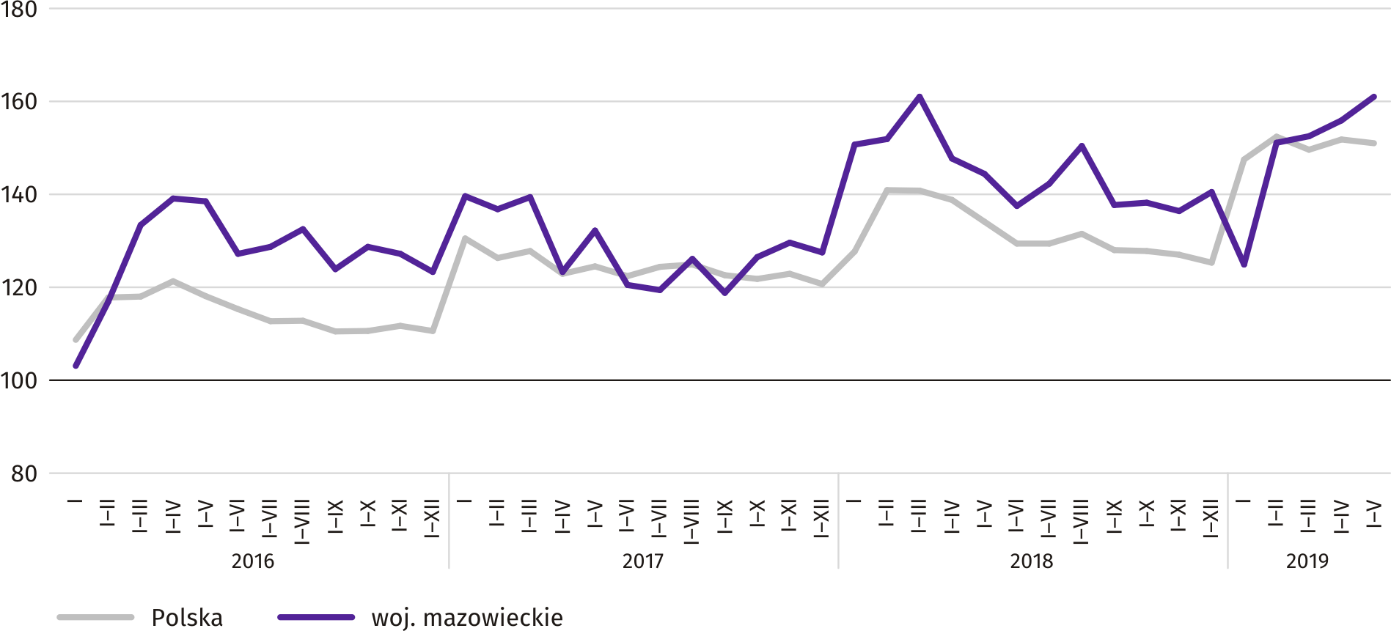 180
160
140
120
100
80
I I–II I–III I–IV I–V I–VI I–VII I–VIII I–IX I–X I–XI I–XII I I–II I–III I–IV I–V I–VI I–VII I–VIII I–IX I–X I–XI I–XII I I–II I–III I–IV I–V I–VI I–VII I–VIII I–IX I–X I–XI I–XII I I–II I–III I–IV I–V
2016 2017 2018 2019
Polska woj. mazowieckie